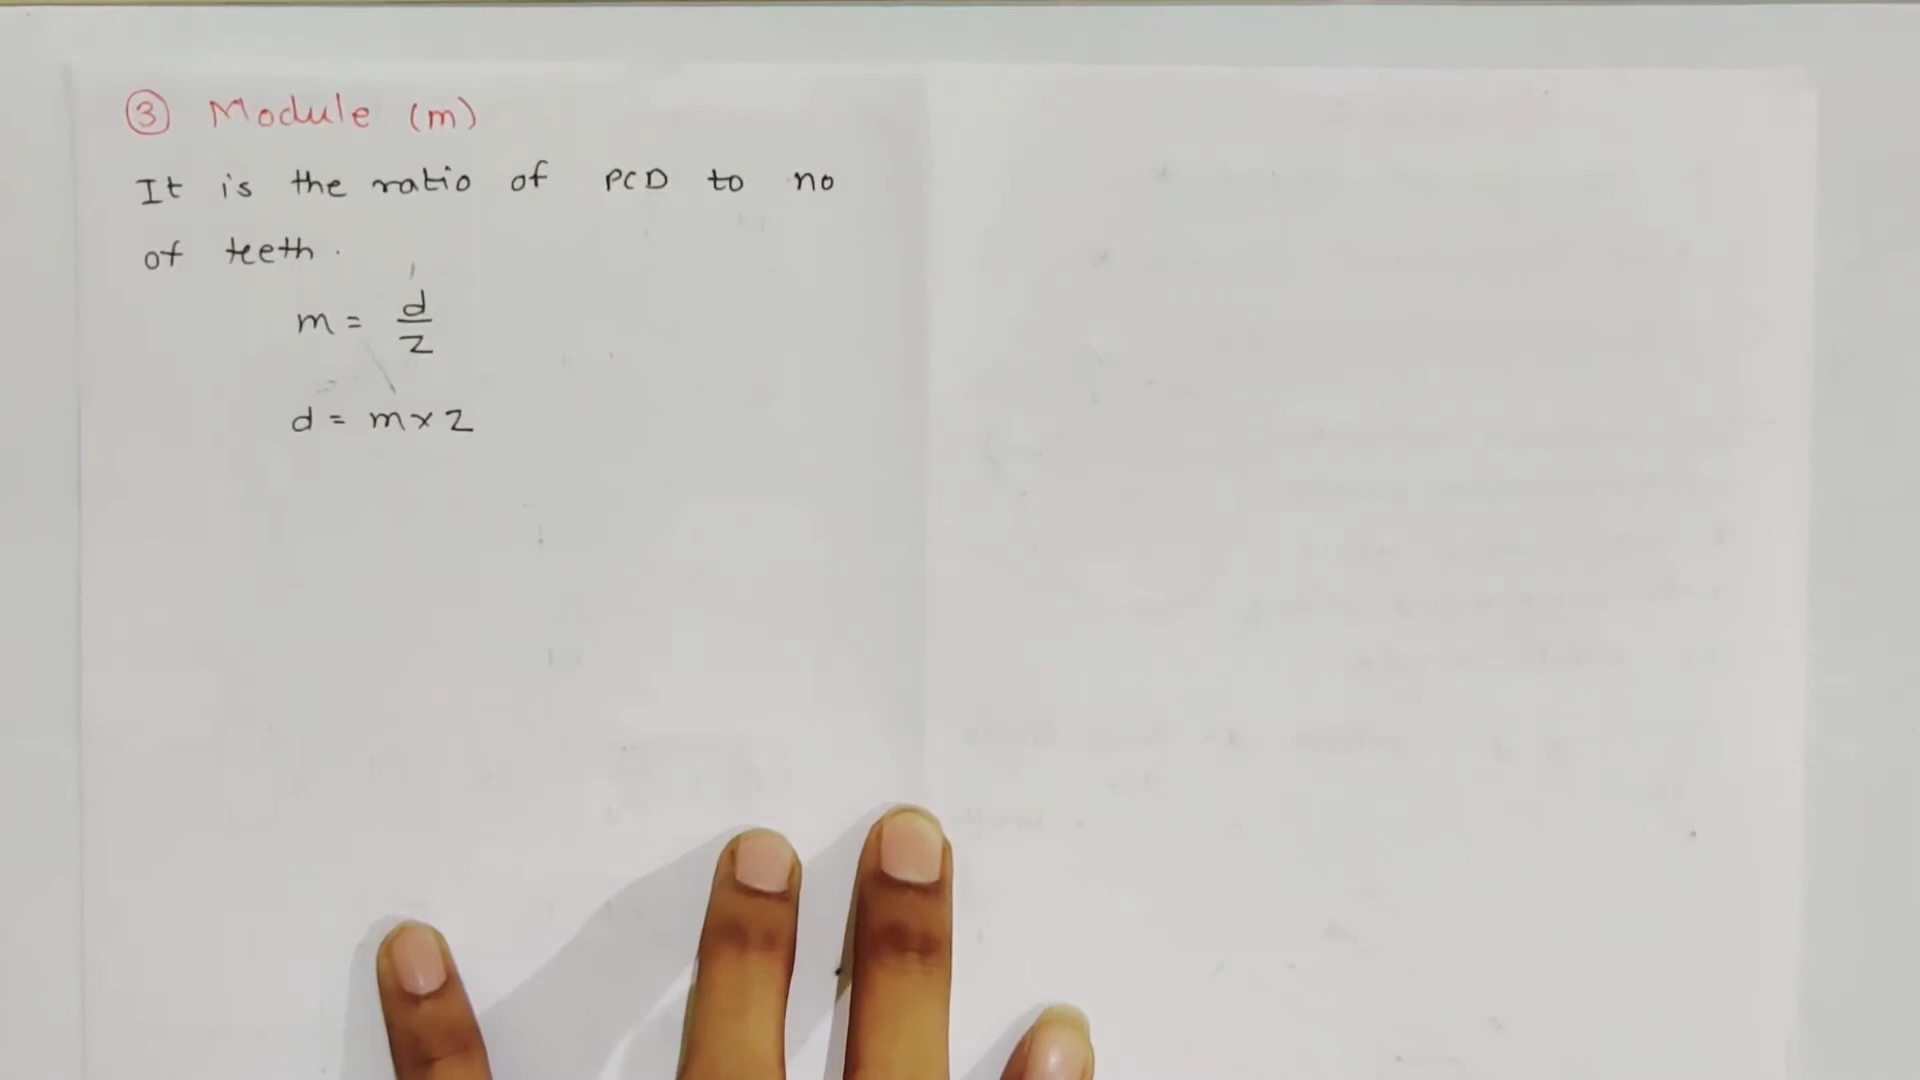 ③ Module (m)
It is the ratio of PCD to no
of teeth.
m = d/z
d = m × z